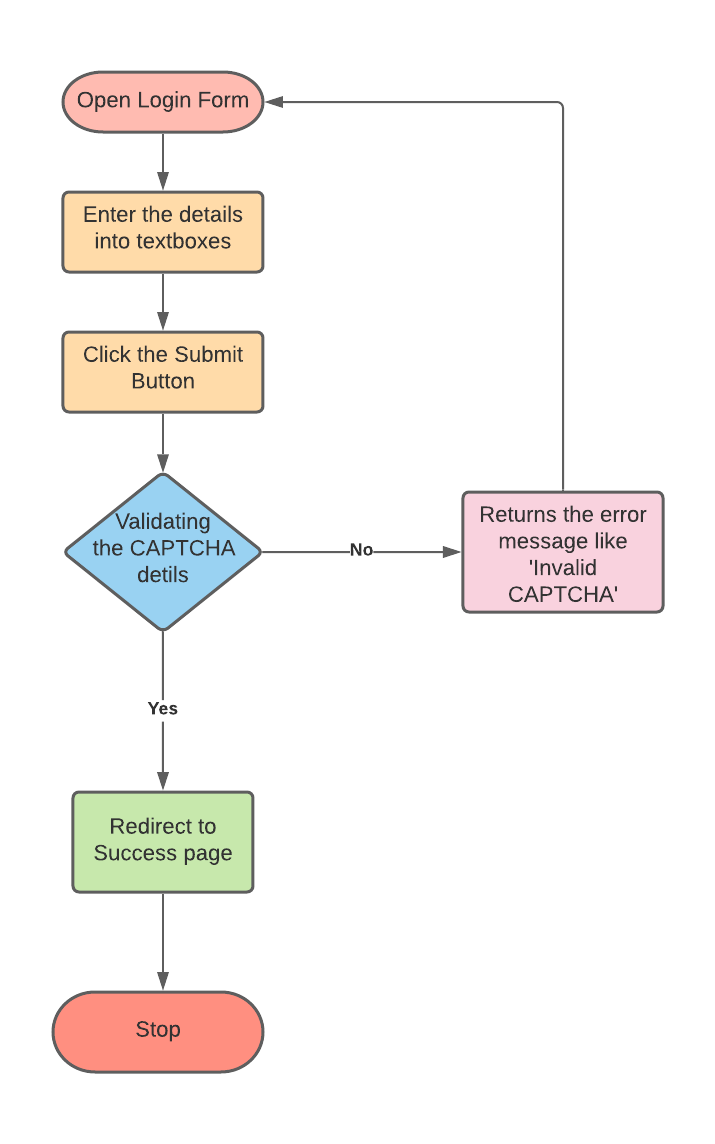 Open Login Form
Enter the details
into textboxes
Click the Submit
Button
Validating
the CAPTCHA
detils
No
Returns the error
message like
'Invalid
CAPTCHA'
Yes
Redirect to
Success page
Stop